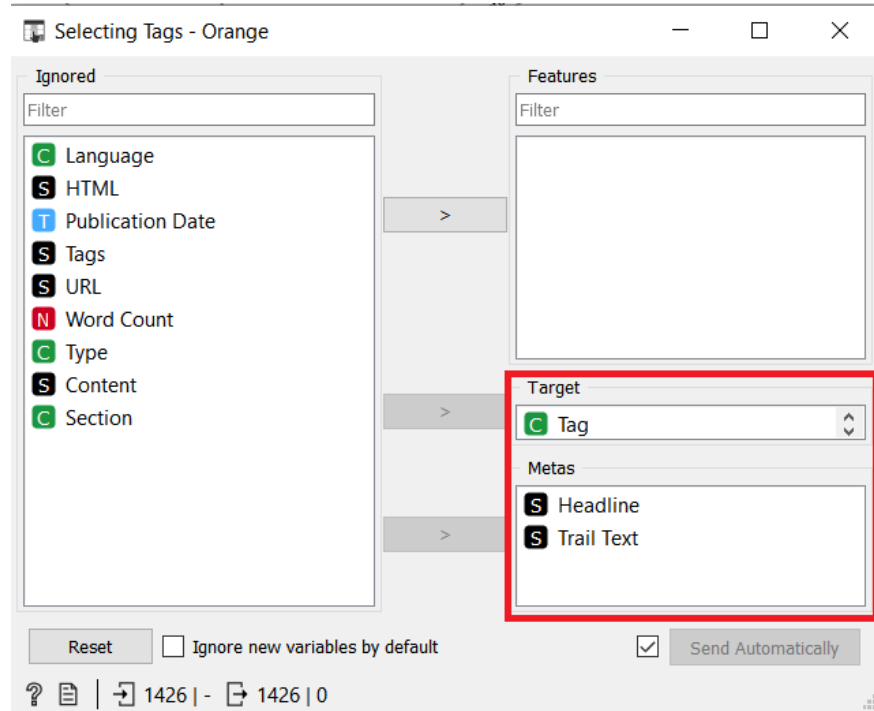 Selecting Tags - Orange
Ignored
Filter
C Language
S HTML
T Publication Date
S Tags
S URL
N Word Count
C Type
S Content
C Section
>
>
>
Features
Filter
Target
C Tag
Metas
S Headline
S Trail Text
Reset
Ignore new variables by default
Send Automatically
? 1426 | - 1426 | 0